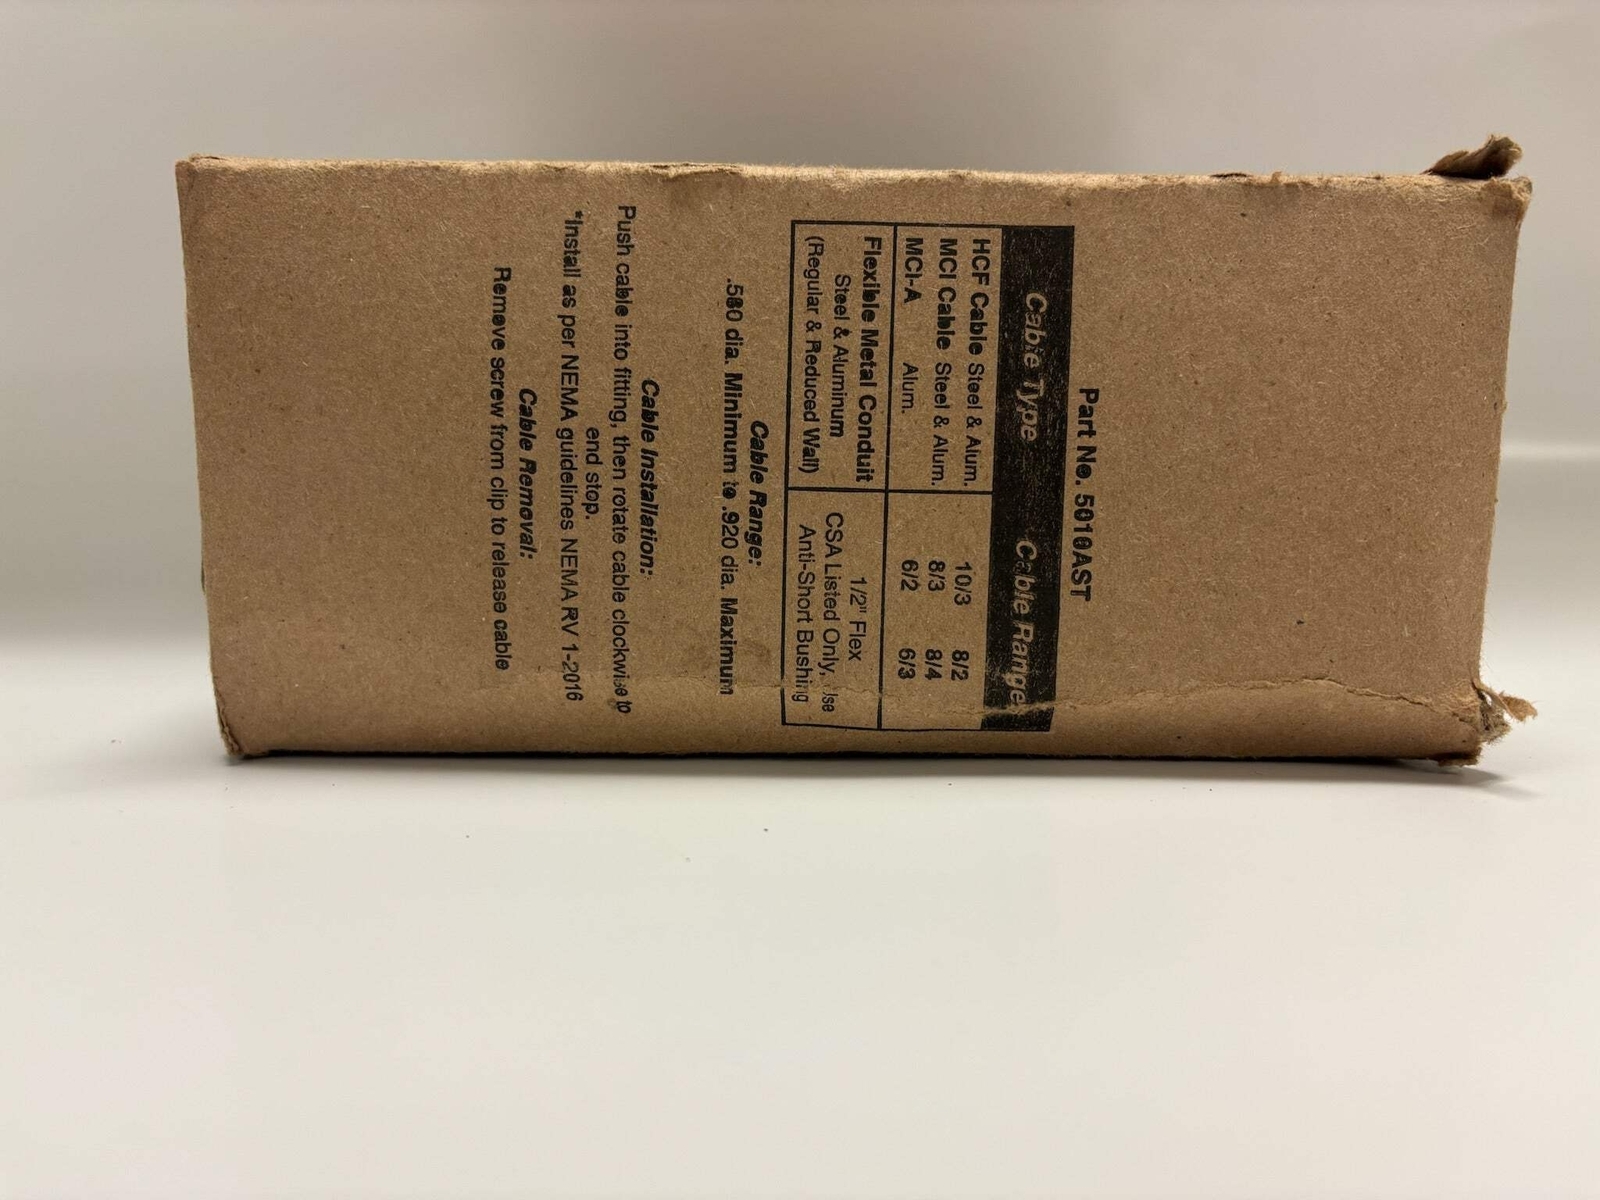 Part No. 5010AST
Cable Type Cable Range
HCF Cable Steel & Alum. 10/3 8/2
MCI Cable Steel & Alum. 8/3 8/4
MCI-A Alum. 6/2 6/3
Flexible Metal Conduit
Steel & Aluminum
(Regular & Reduced Wall)
1/2" Flex
CSA Listed Only,
Anti-Short Bushing
Cable Range:
.580 dia. Minimum to .920 dia. Maximum
Cable Installation:
Push cable into fitting, then rotate cable clockwise to
end stop.
*Install as per NEMA guidelines NEMA RV 1-2016
Cable Removal:
Remove screw from clip to release cable